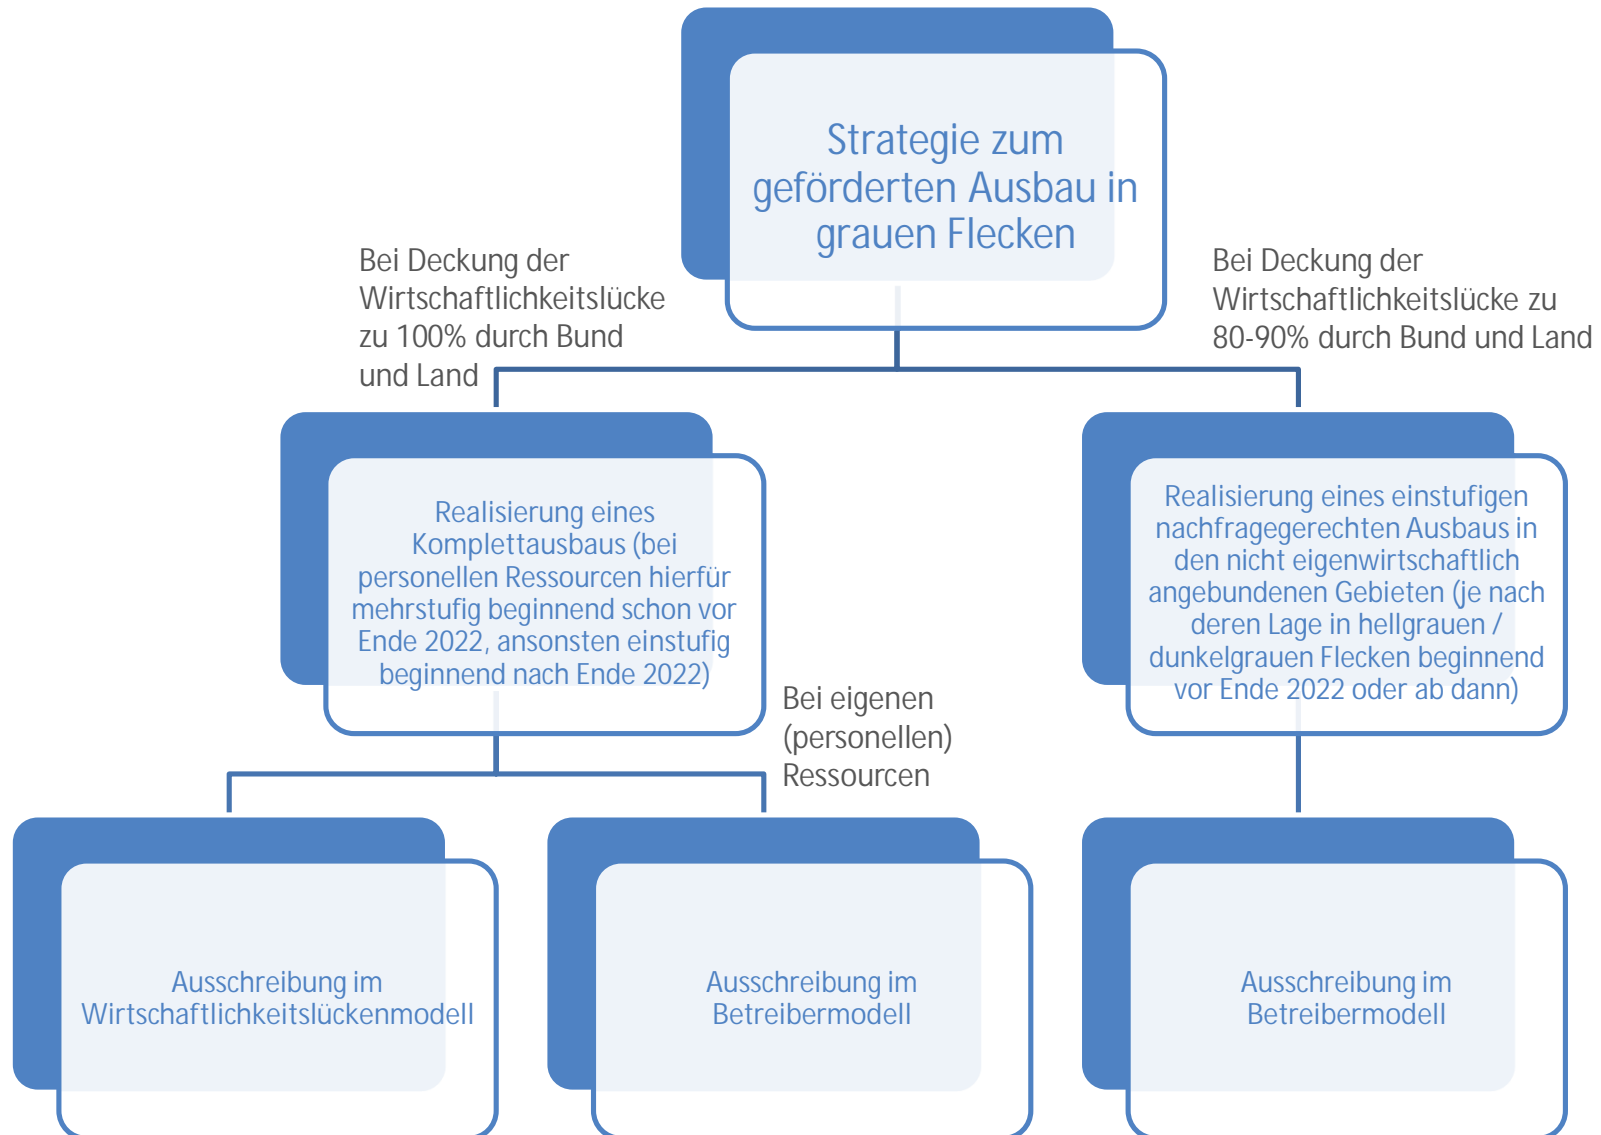 Strategie zum
geförderten Ausbau in
grauen Flecken
Bei Deckung der
Wirtschaftlichkeitslücke
zu 100% durch Bund
und Land
Bei Deckung der
Wirtschaftlichkeitslücke zu
80-90% durch Bund und Land
Realisierung eines
Komplettausbaus (bei
personellen Ressourcen hierfür
mehrstufig beginnend schon vor
Ende 2022, ansonsten einstufig
beginnend nach Ende 2022)
Realisierung eines einstufigen
nachfragegerechten Ausbaus in
den nicht eigenwirtschaftlich
angebundenen Gebieten (je nach
deren Lage in hellgrauen /
dunkelgrauen Flecken beginnend
vor Ende 2022 oder ab dann)
Bei eigenen
(personellen)
Ressourcen
Ausschreibung im
Wirtschaftlichkeitslückenmodell
Ausschreibung im
Betreibermodell
Ausschreibung im
Betreibermodell